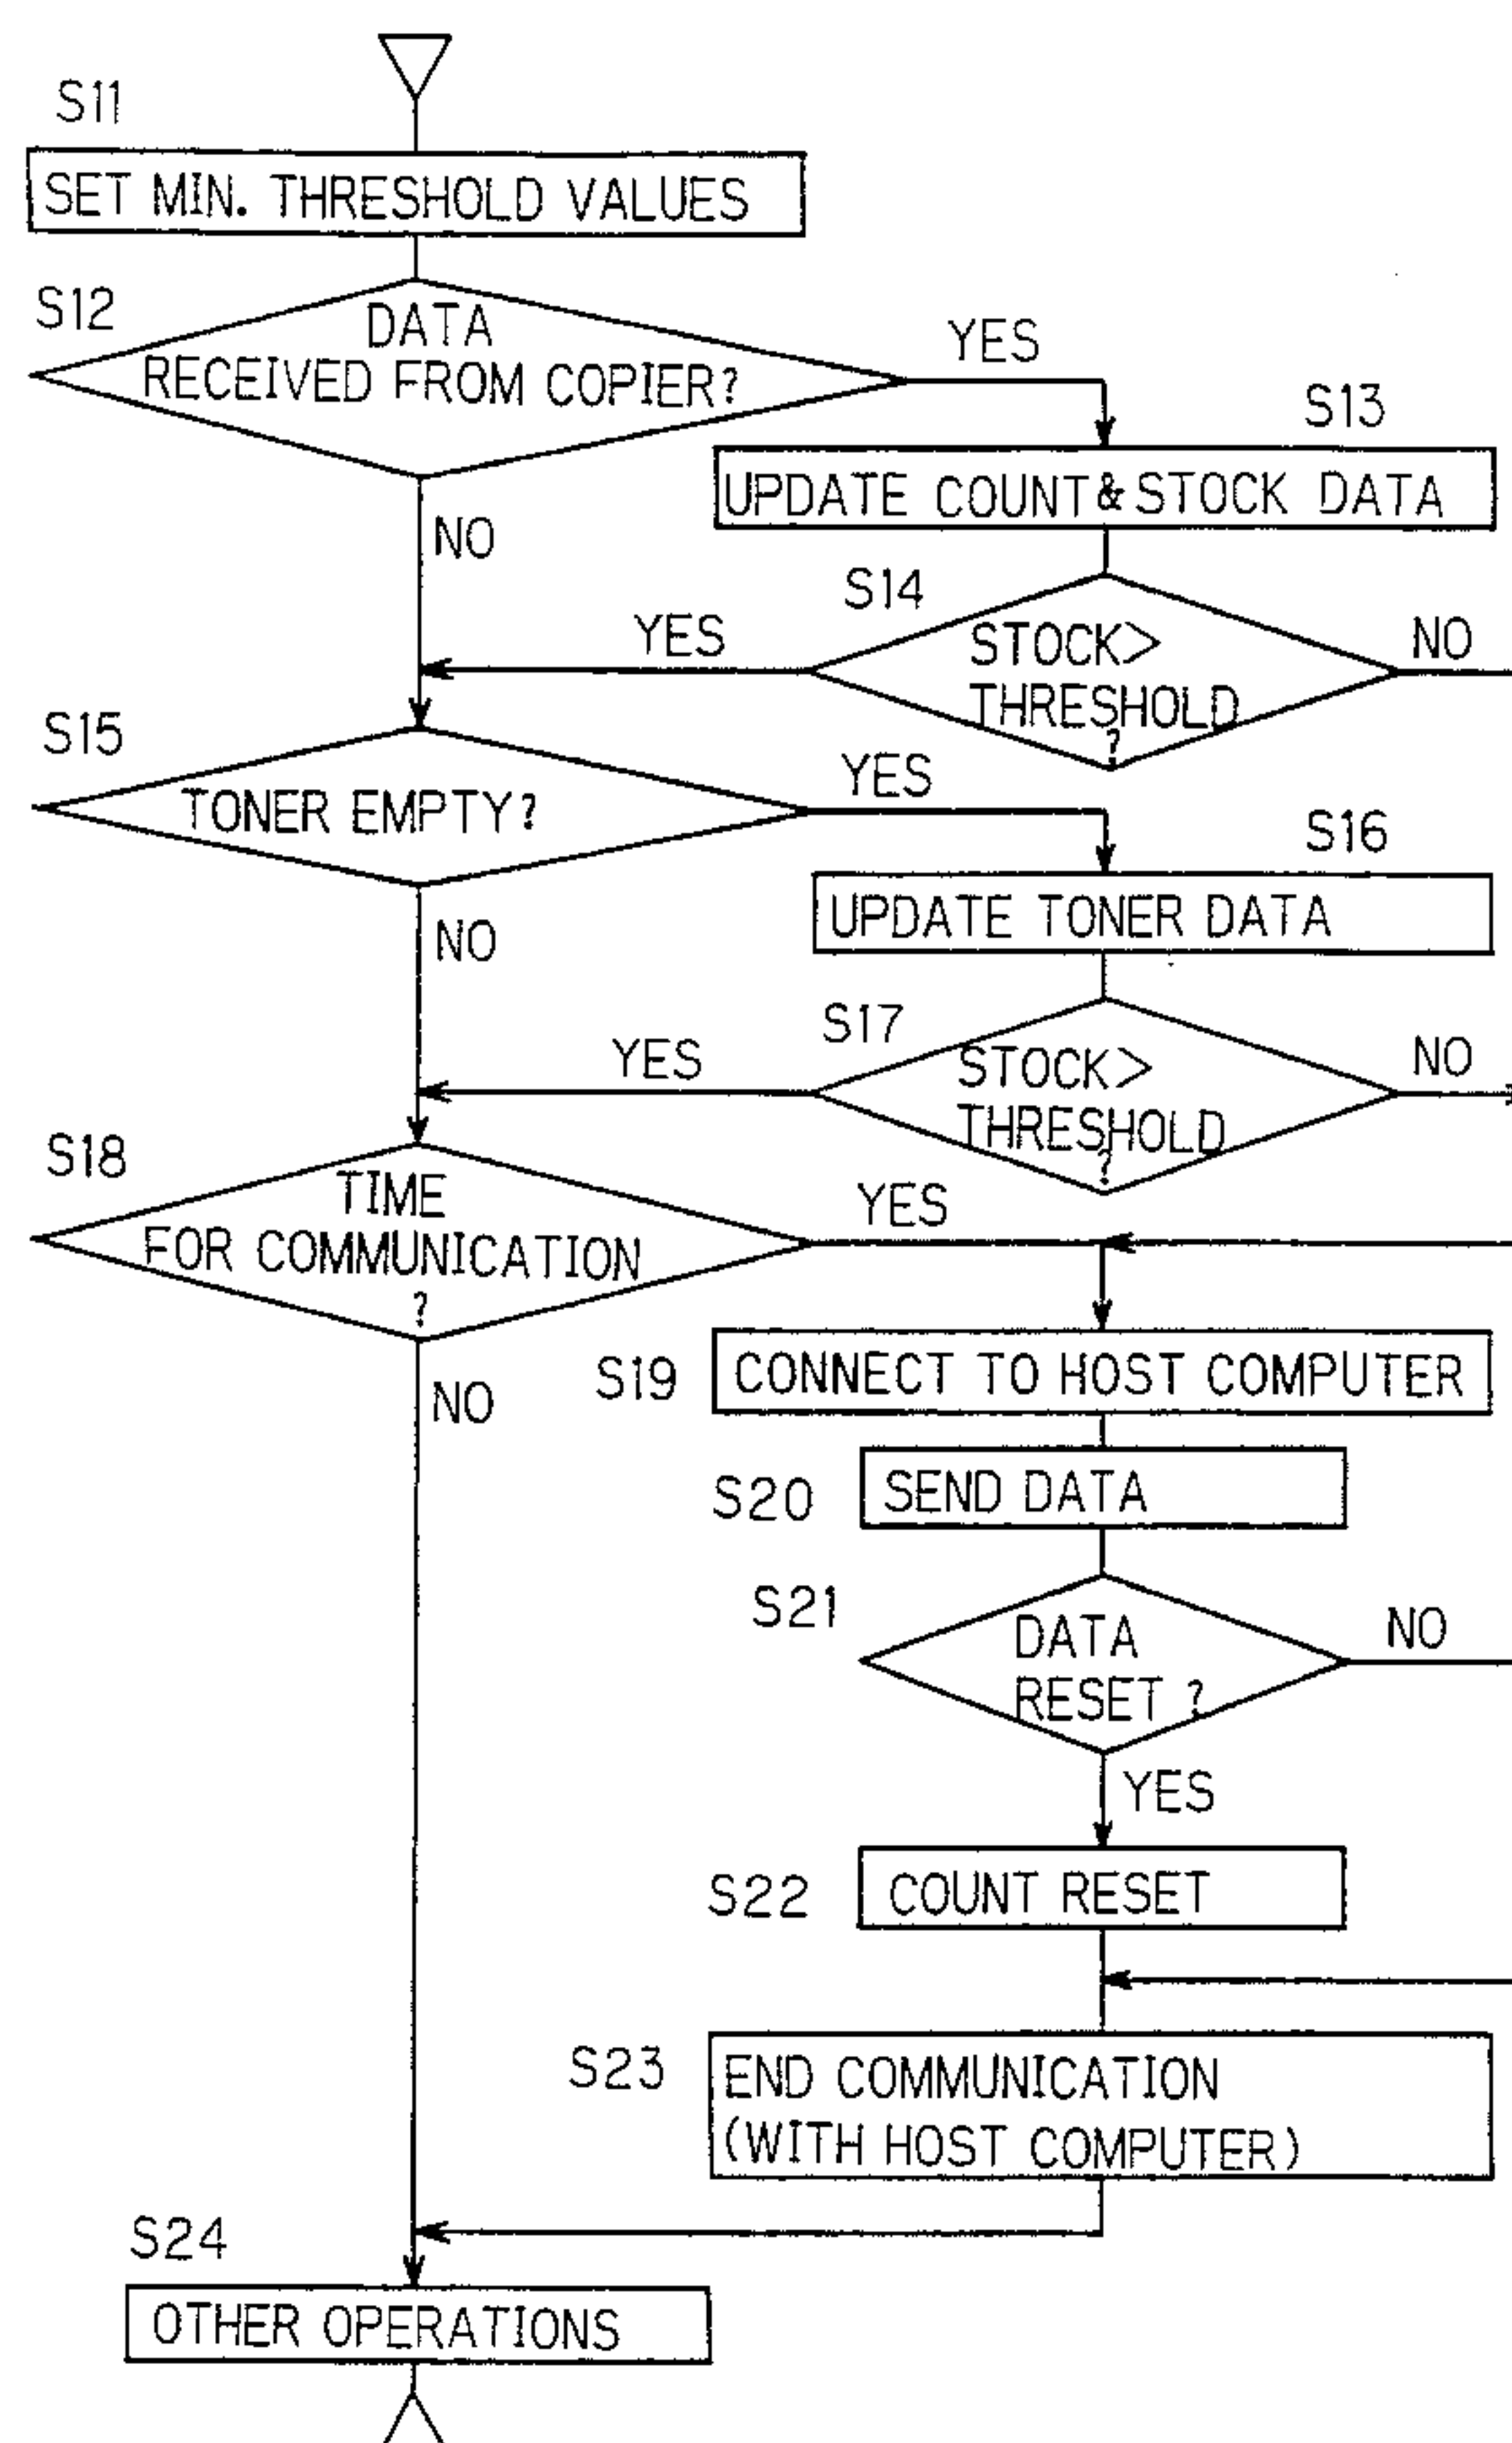 S11
SET MIN. THRESHOLD VALUES
S12
DATA
RECEIVED FROM COPIER?
YES
NO
S13
UPDATE COUNT&STOCK DATA
S14
STOCK>
THRESHOLD
?
YES
NO
S15
TONER EMPTY?
YES
NO
S16
UPDATE TONER DATA
S17
STOCK>
THRESHOLD
?
YES
NO
S18
TIME
FOR COMMUNICATION
?
YES
NO
S19
CONNECT TO HOST COMPUTER
S20
SEND DATA
S21
DATA
RESET ?
NO
YES
S22
COUNT RESET
S23
END COMMUNICATION
(WITH HOST COMPUTER)
S24
OTHER OPERATIONS